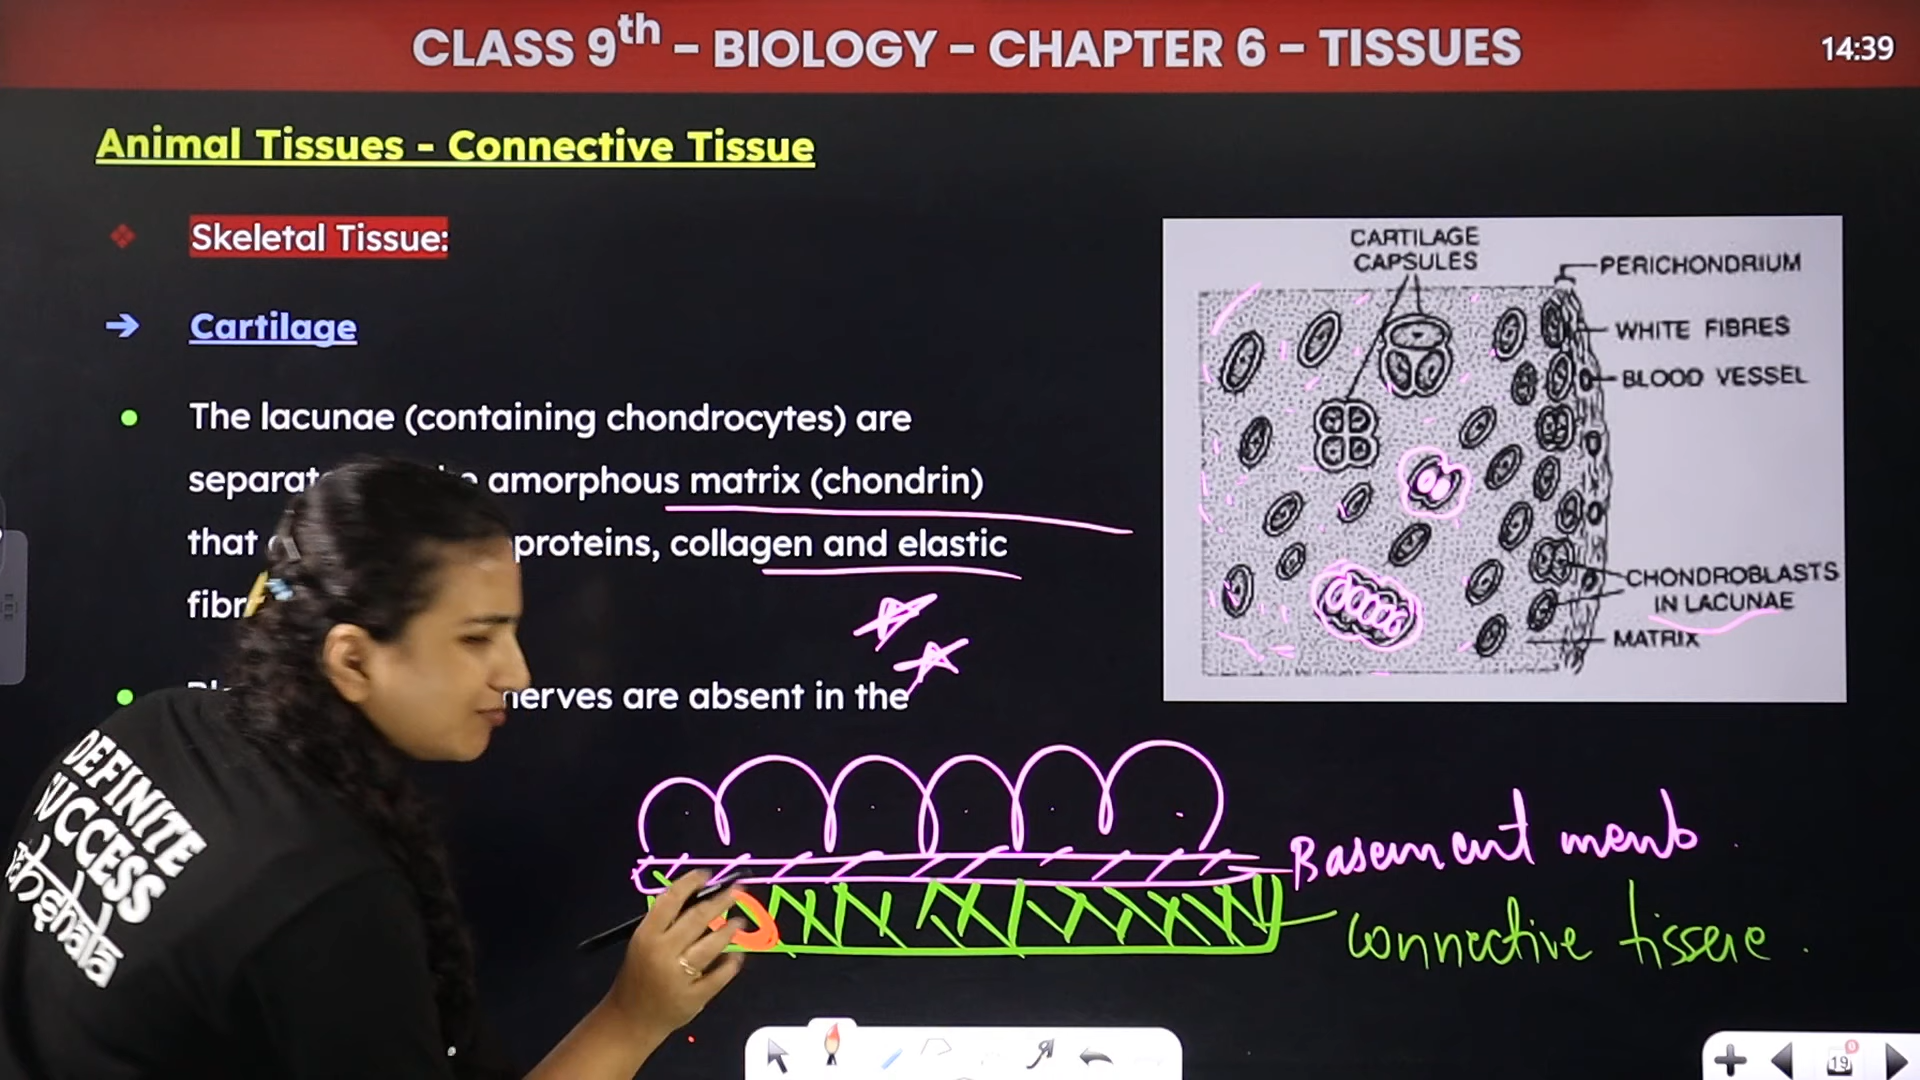 CLASS 9th – BIOLOGY – CHAPTER 6 – TISSUES
14:39
Animal Tissues - Connective Tissue
Skeletal Tissue:
Cartilage
The lacunae (containing chondrocytes) are
amorphous matrix (chondrin)
that proteins, collagen and elastic
nerves are absent in the
CARTILAGE
CAPSULES
PERICHONDRIUM
WHITE FIBRES
BLOOD VESSEL
CHONDROBLASTS
IN LACUNAE
MATRIX
Basement memb
Connective tissue.
DEFINITE
SUCCESS
19